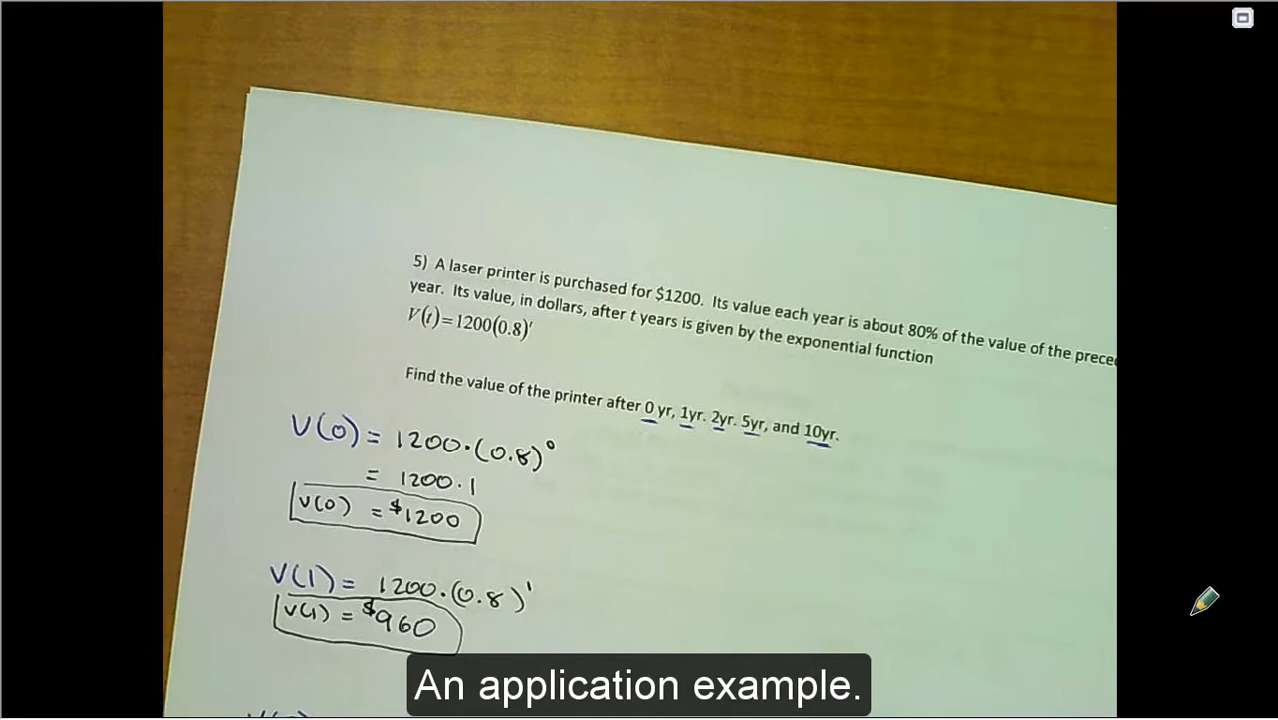 5) A laser printer is purchased for $1200. Its value each year is about 80% of the value of the
year. Its value, in dollars, after t years is given by the exponential function
V(t)=1200(0.8)ᵗ
Find the value of the printer after 0 yr, 1yr. 2yr. 5yr, and 10yr.
V(0) = 1200·(0.8)⁰
= 1200·1
V(0) = $1200
V(1) = 1200·(0.8)¹
V(1) = $960
An application example.